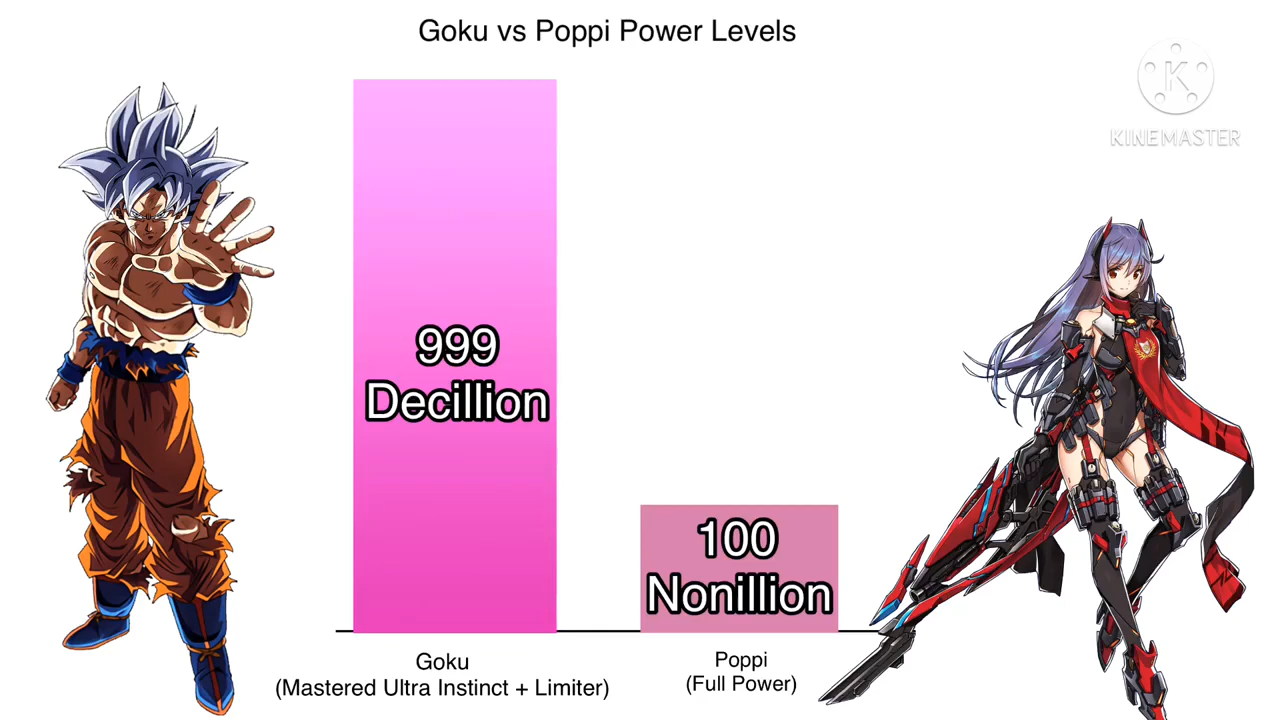 Goku vs Poppi Power Levels
K
KINEMASTER
999
Decillion
100
Nonillion
Goku
(Mastered Ultra Instinct + Limiter)
Poppi
(Full Power)